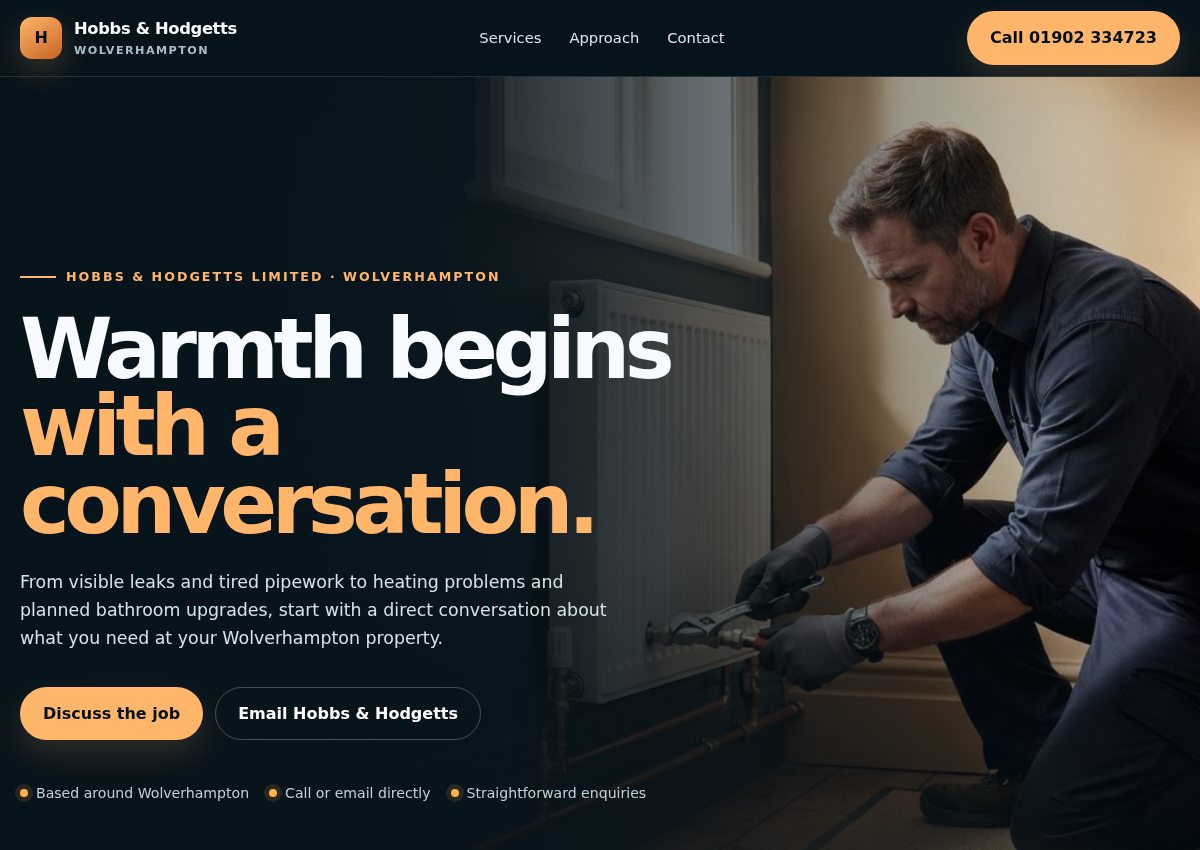 H
Hobbs & Hodgetts
WOLVERHAMPTON
Services
Approach
Contact
Call 01902 334723
HOBBS & HODGETTS LIMITED · WOLVERHAMPTON
Warmth begins
with a
conversation.
From visible leaks and tired pipework to heating problems and
planned bathroom upgrades, start with a direct conversation about
what you need at your Wolverhampton property.
Discuss the job
Email Hobbs & Hodgetts
Based around Wolverhampton
Call or email directly
Straightforward enquiries